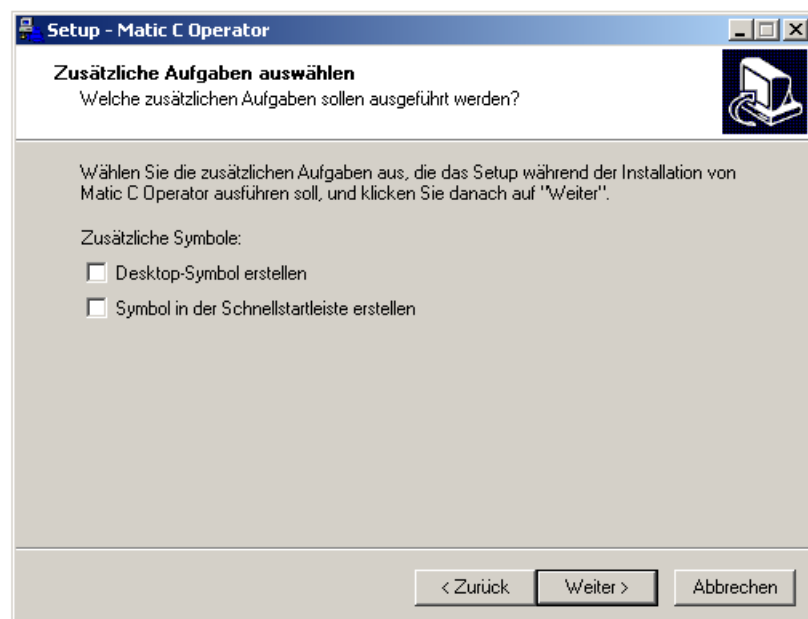 Setup - Matic C Operator
Zusätzliche Aufgaben auswählen
Welche zusätzlichen Aufgaben sollen ausgeführt werden?
Wählen Sie die zusätzlichen Aufgaben aus, die das Setup während der Installation von
Matic C Operator ausführen soll, und klicken Sie danach auf "Weiter".
Zusätzliche Symbole:
Desktop-Symbol erstellen
Symbol in der Schnellstartleiste erstellen
< Zurück Weiter > Abbrechen